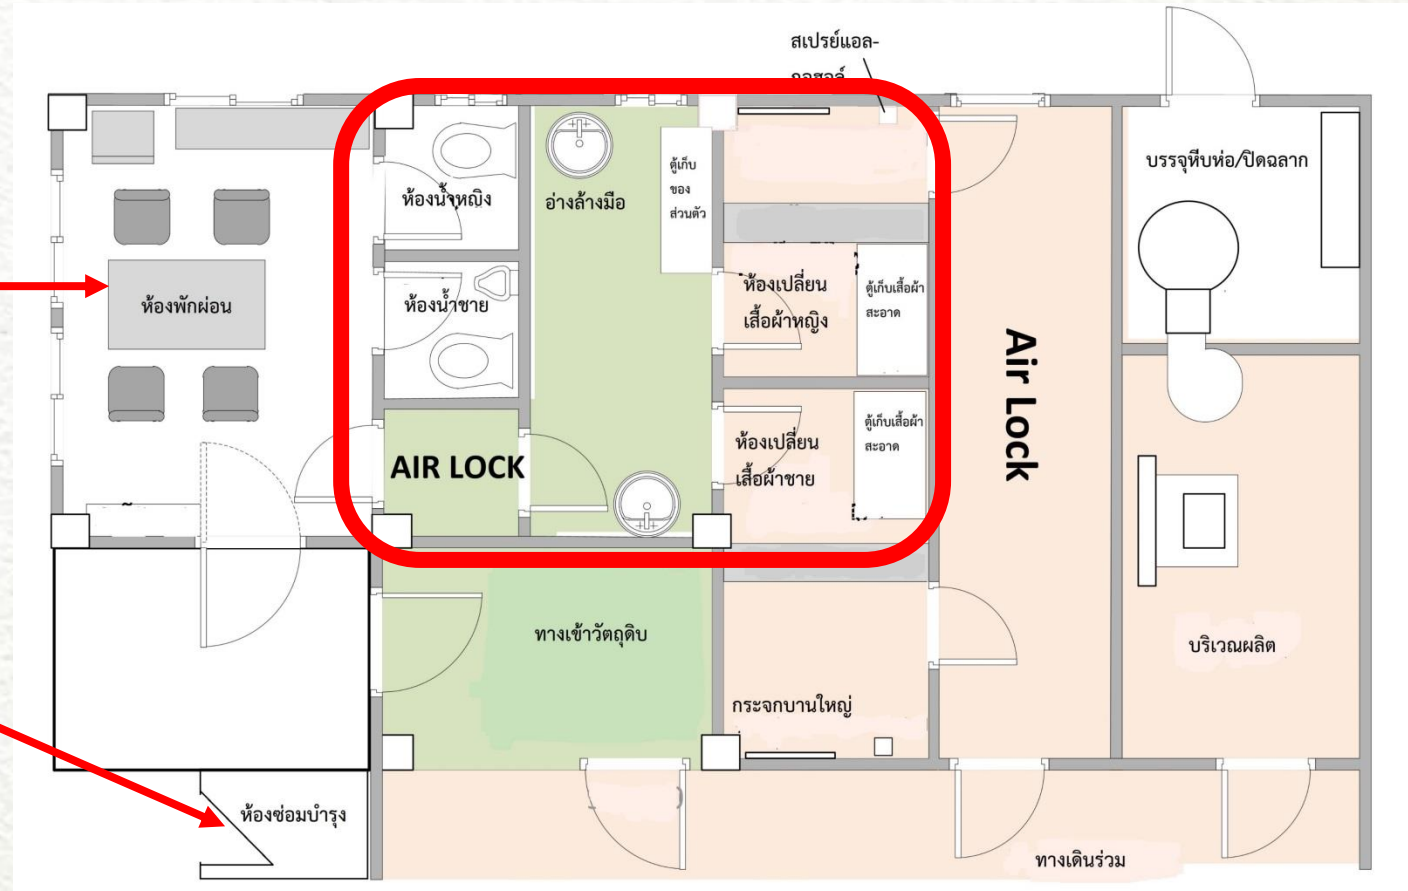 สเปรย์แอล-
กอฮอล์
บรรจุหีบห่อ/ปิดฉลาก
ห้องน้ำหญิง
อ่างล้างมือ
ตู้เก็บ
ของ
ส่วนตัว
ห้องพักผ่อน
ห้องน้ำชาย
ห้องเปลี่ยน
เสื้อผ้าหญิง
ตู้เก็บเสื้อผ้า
สะอาด
Air Lock
AIR LOCK
ห้องเปลี่ยน
เสื้อผ้าชาย
ตู้เก็บเสื้อผ้า
สะอาด
ทางเข้าวัตถุดิบ
บริเวณผลิต
กระจกบานใหญ่
ห้องซ่อมบำรุง
ทางเดินร่วม